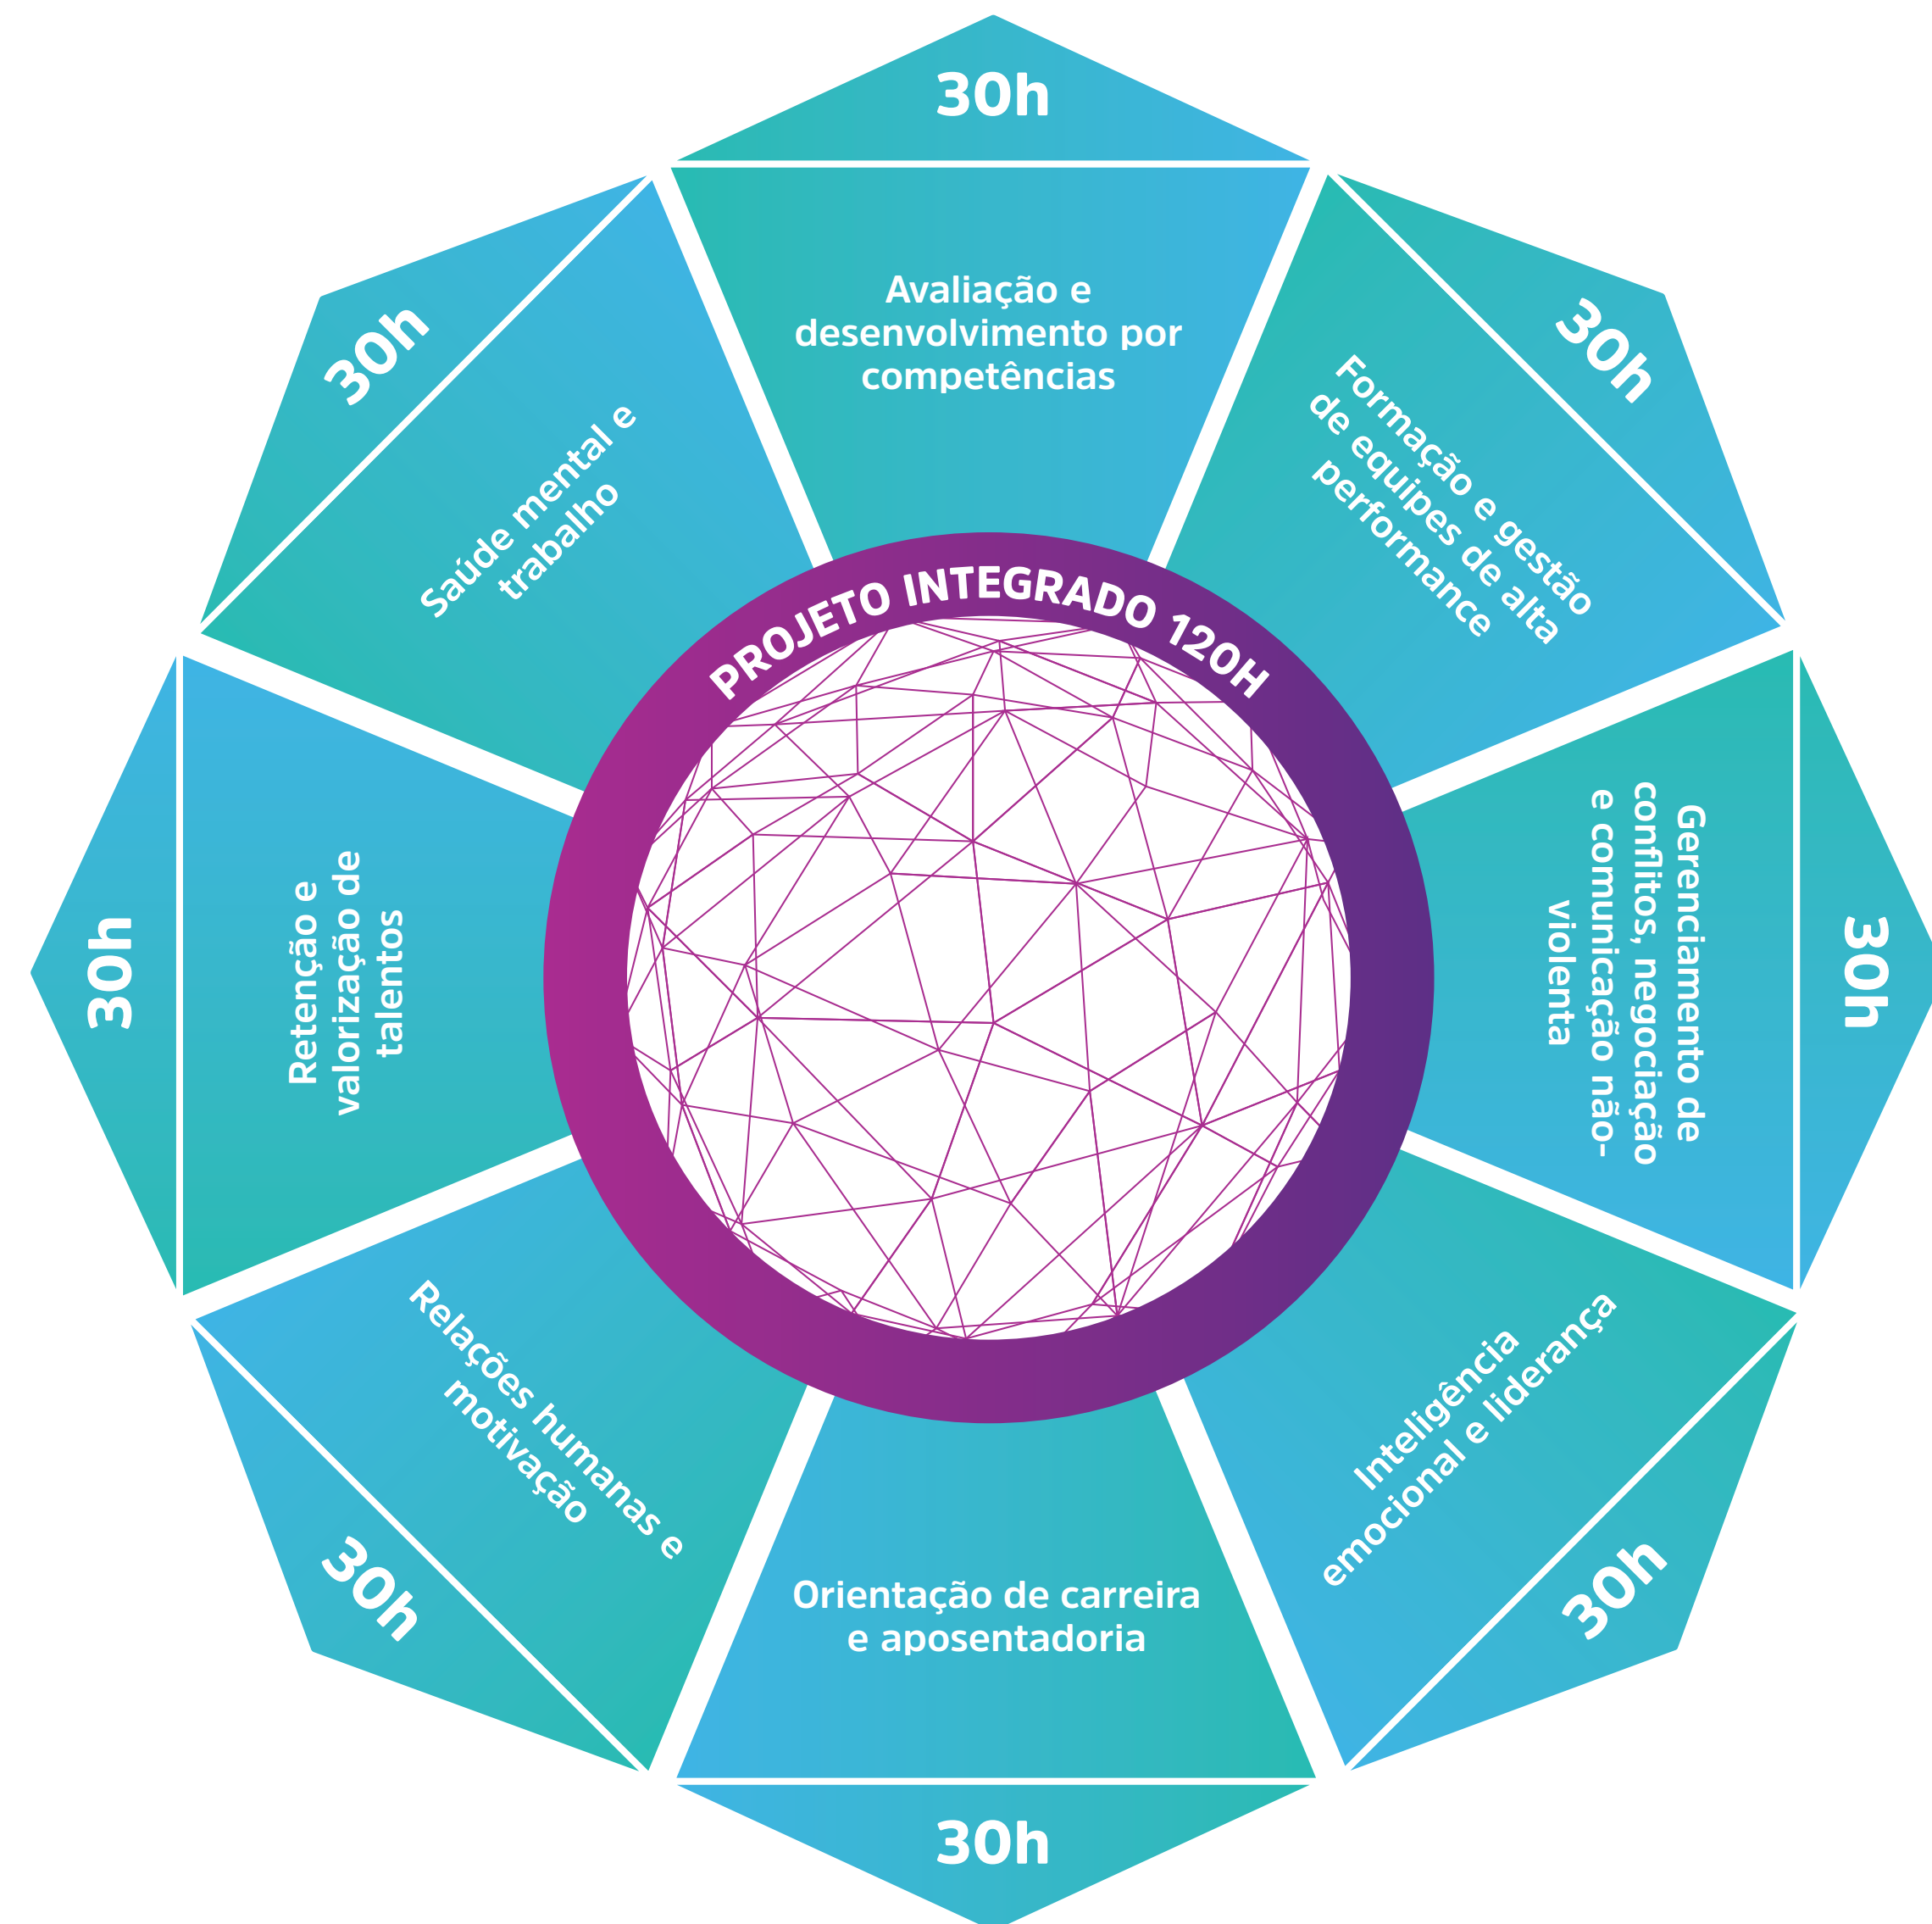 30h
Avaliação e
desenvolvimento por
competências
30h
Formação e gestão
de equipes de alta
performance
30h
Gerenciamento de
conflitos, negociação
e comunicação não-
violenta
30h
Inteligência
emocional e liderança
30h
Orientação de carreira
e aposentadoria
30h
Relações humanas e
motivação
30h
Retenção e
valorização de
talentos
30h
Saúde mental e
trabalho
PROJETO INTEGRADO 120H